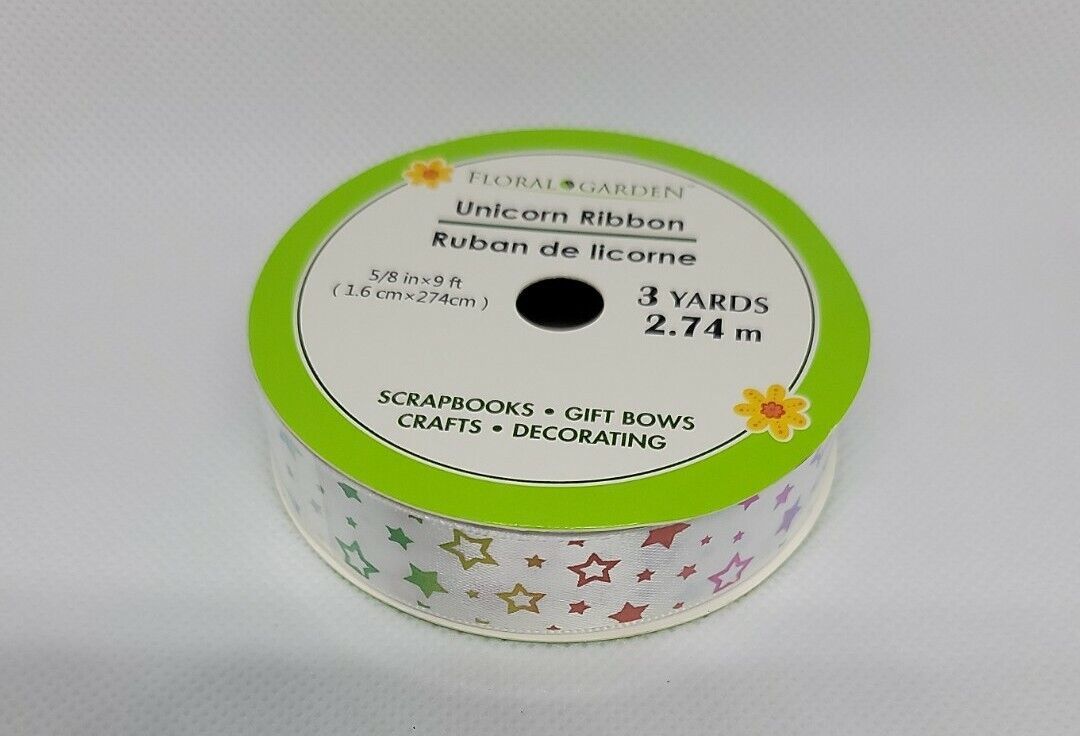 FLORAL GARDEN™
Unicorn Ribbon
Ruban de licorne
5/8 in×9 ft
( 1.6 cm×274cm )
3 YARDS
2.74 m
SCRAPBOOKS • GIFT BOWS
CRAFTS • DECORATING